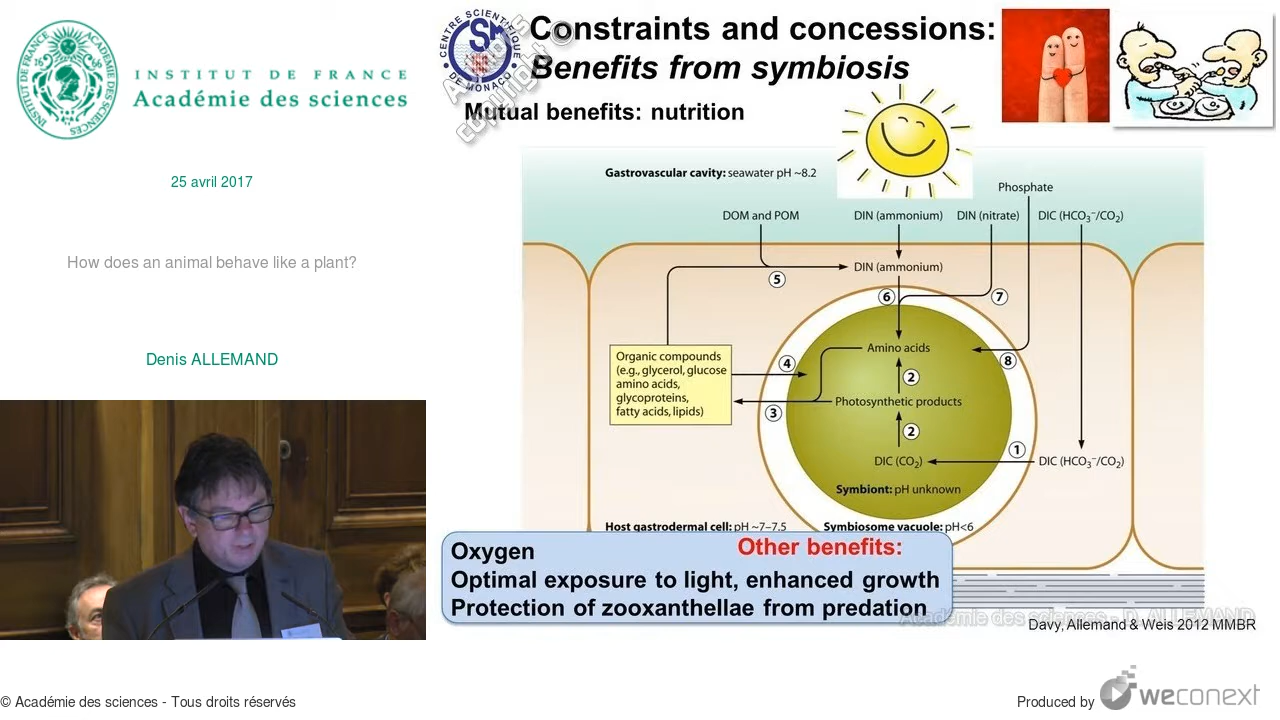 INSTITUT DE FRANCE
Académie des sciences
25 avril 2017
How does an animal behave like a plant?
Denis ALLEMAND
CENTRE SCIENTIFIQUE
DE MONACO
Constraints and concessions:
Benefits from symbiosis
Mutual benefits: nutrition
Gastrovascular cavity: seawater pH ~8.2
Phosphate
DOM and POM
DIN (ammonium)
DIN (nitrate)
DIC (HCO₃⁻/CO₂)
DIN (ammonium)
5
6
7
Organic compounds
(e.g., glycerol, glucose
amino acids,
glycoproteins,
fatty acids, lipids)
4
Amino acids
8
2
3
Photosynthetic products
2
1
DIC (CO₂)
DIC (HCO₃⁻/CO₂)
Symbiont: pH unknown
Host gastrodermal cell: pH ~7–7.5
Symbiosome vacuole: pH<6
Other benefits:
Oxygen
Optimal exposure to light, enhanced growth
Protection of zooxanthellae from predation
Académie des sciences - D. ALLEMAND
Davy, Allemand & Weis 2012 MMBR
© Académie des sciences - Tous droits réservés
Produced by
weconext